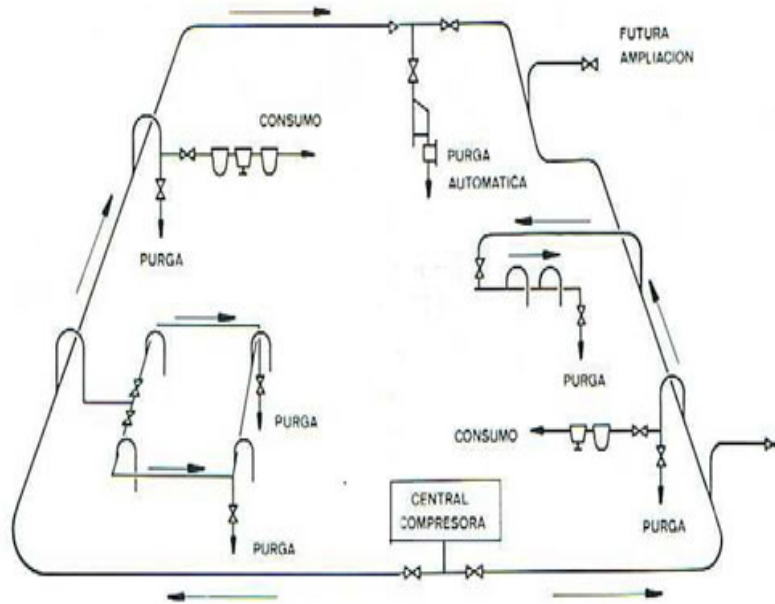 FUTURA
AMPLIACION
CONSUMO
PURGA
AUTOMATICA
PURGA
PURGA
PURGA
CONSUMO
CENTRAL
COMPRESORA
PURGA
PURGA